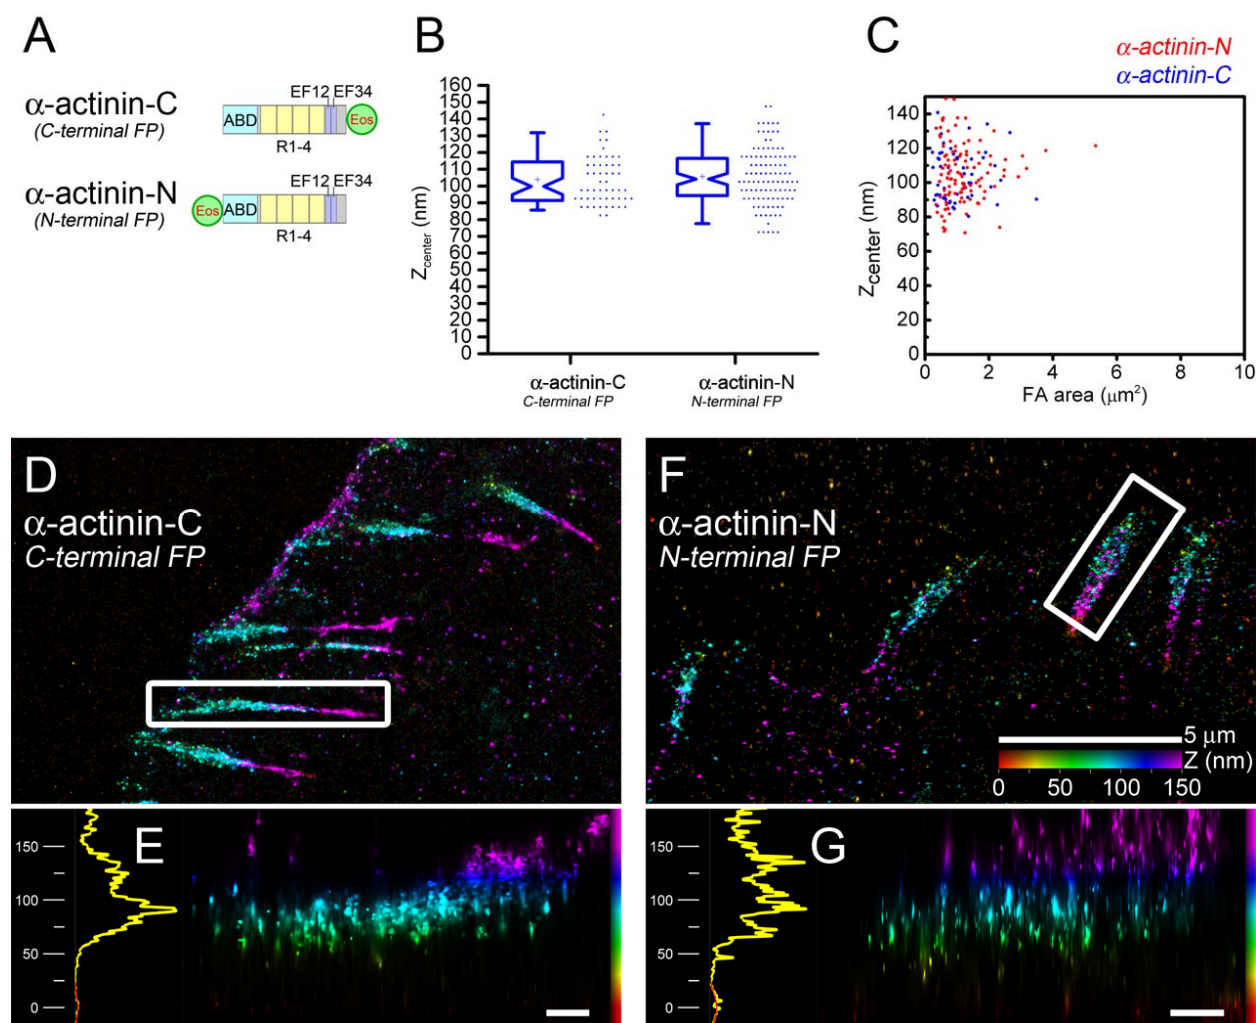 A
α-actinin-C
(C-terminal FP)
EF12 EF34
ABD
Eos
R1-4
α-actinin-N
(N-terminal FP)
EF12 EF34
Eos
ABD
R1-4
B
160
150
140
130
120
110
100
90
80
70
60
50
40
30
20
10
0
Zcenter (nm)
α-actinin-C
C-terminal FP
α-actinin-N
N-terminal FP
C
α-actinin-N
α-actinin-C
140
120
100
80
60
40
20
0
Zcenter (nm)
0 2 4 6 8 10
FA area (μm²)
D
α-actinin-C
C-terminal FP
F
α-actinin-N
N-terminal FP
5 μm
Z (nm)
0 50 100 150
E
150
100
50
0
G
150
100
50
0